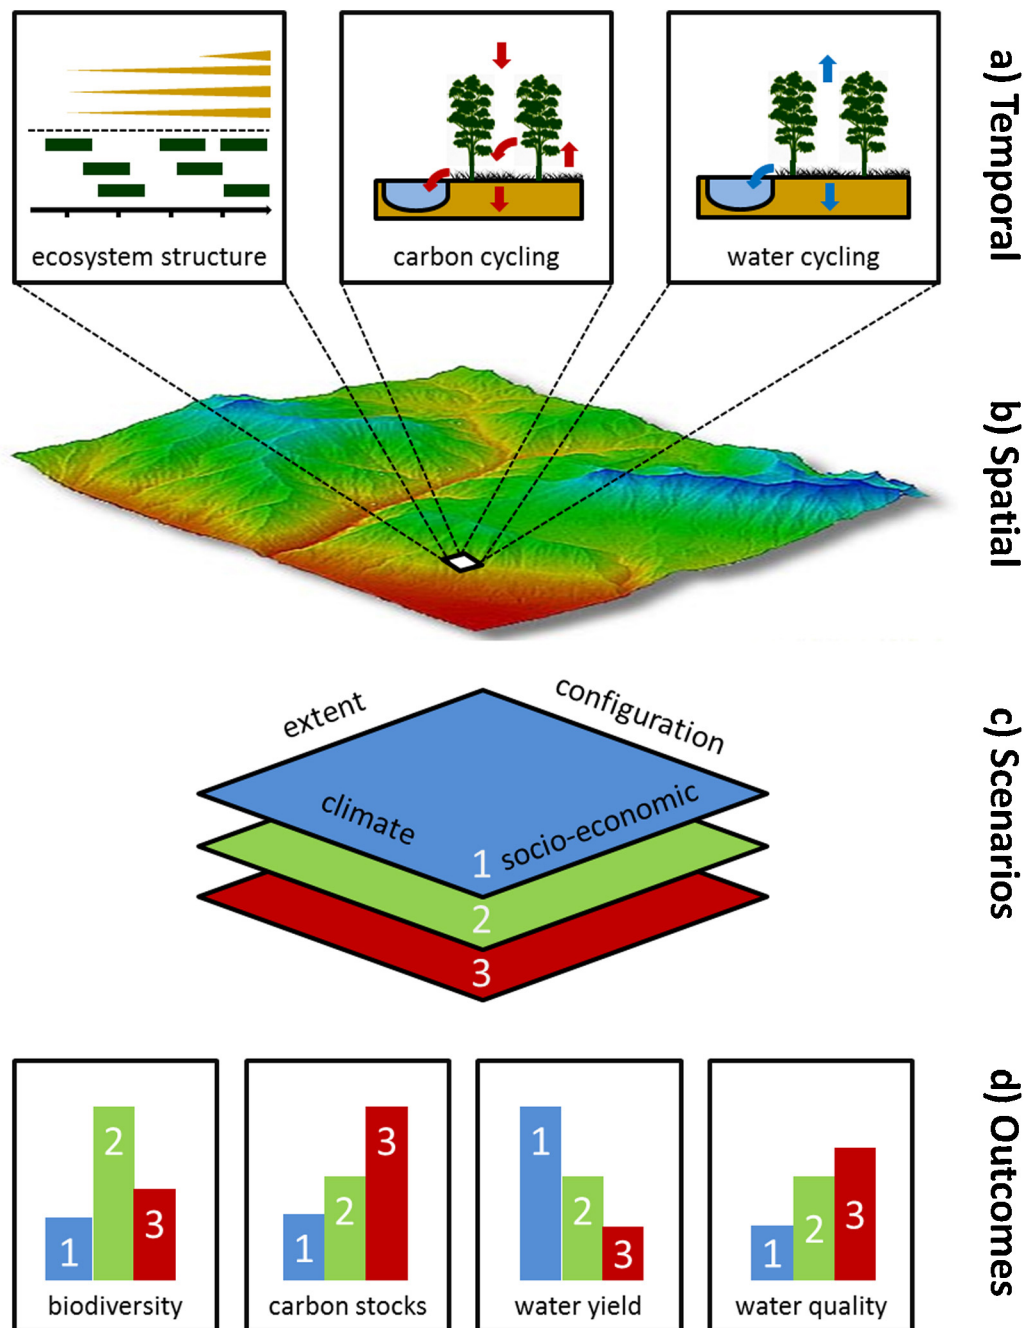 a) Temporal
ecosystem structure
carbon cycling
water cycling
b) Spatial
c) Scenarios
extent
configuration
climate
socio-economic
1
2
3
d) Outcomes
1
2
3
biodiversity
1
2
3
carbon stocks
1
2
3
water yield
1
2
3
water quality